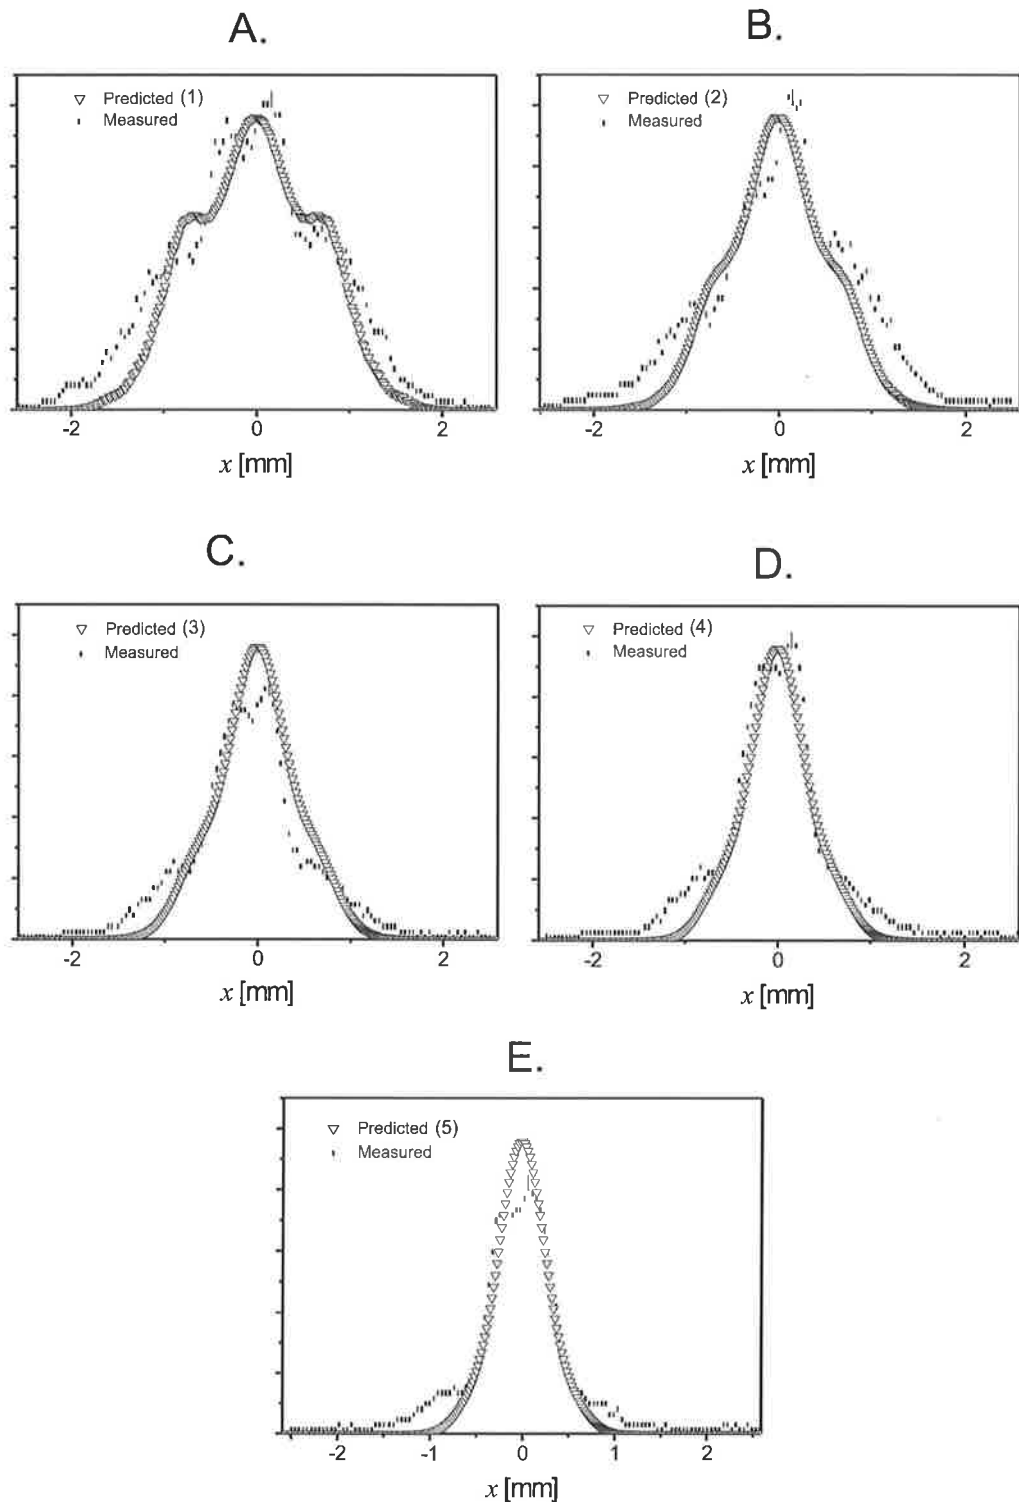 A.
▽ Predicted (1)
Measured
-2 0 2
x [mm]
B.
▽ Predicted (2)
Measured
-2 0 2
x [mm]
C.
▽ Predicted (3)
Measured
-2 0 2
x [mm]
D.
▽ Predicted (4)
Measured
-2 0 2
x [mm]
E.
▽ Predicted (5)
Measured
-2 -1 0 1 2
x [mm]